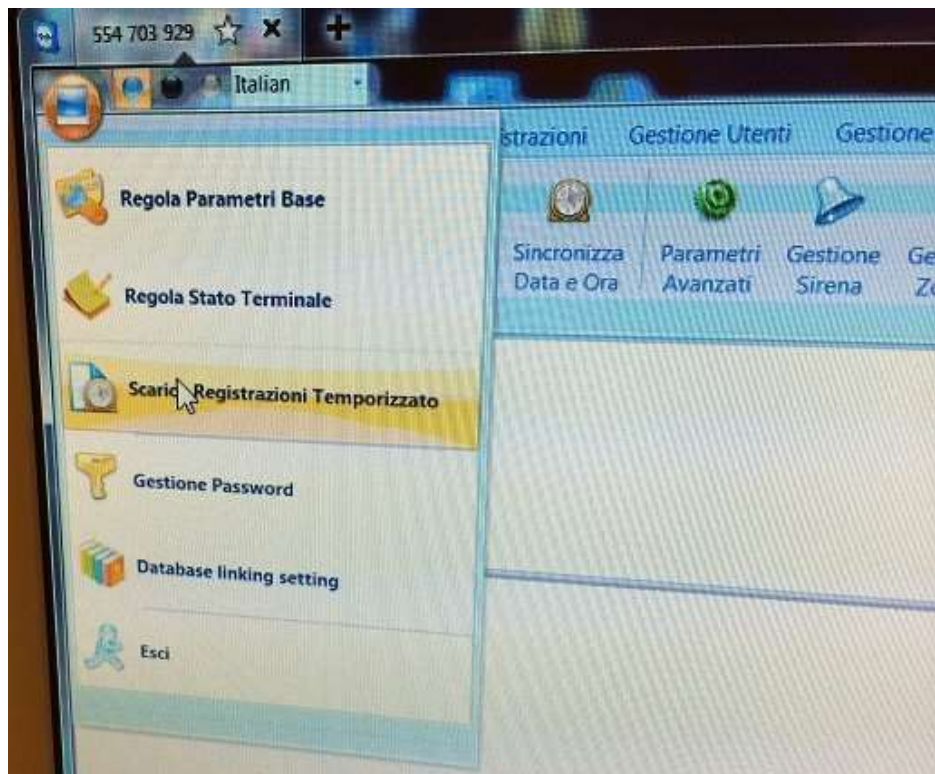 554 703 929
Italian
strazioni Gestione Utenti Gestione
Sincronizza
Data e Ora
Parametri
Avanzati
Gestione
Sirena
Ge
Regola Parametri Base
Regola Stato Terminale
Registrazioni Temporizzato
Gestione Password
Database linking setting
Esci